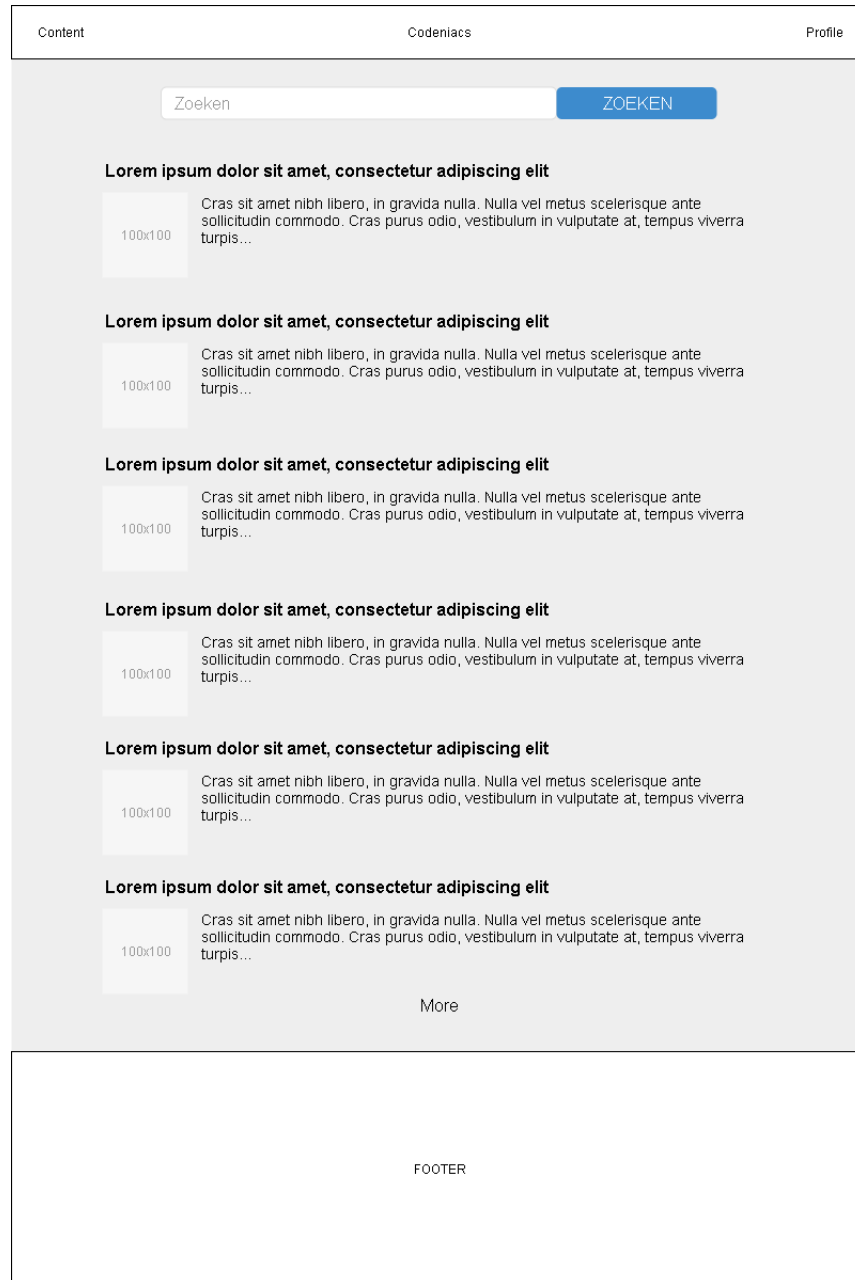 Content Codeniacs Profile
Zoeken ZOEKEN
Lorem ipsum dolor sit amet, consectetur adipiscing elit
100x100
Cras sit amet nibh libero, in gravida nulla. Nulla vel metus scelerisque ante
sollicitudin commodo. Cras purus odio, vestibulum in vulputate at, tempus viverra
turpis...
Lorem ipsum dolor sit amet, consectetur adipiscing elit
100x100
Cras sit amet nibh libero, in gravida nulla. Nulla vel metus scelerisque ante
sollicitudin commodo. Cras purus odio, vestibulum in vulputate at, tempus viverra
turpis...
Lorem ipsum dolor sit amet, consectetur adipiscing elit
100x100
Cras sit amet nibh libero, in gravida nulla. Nulla vel metus scelerisque ante
sollicitudin commodo. Cras purus odio, vestibulum in vulputate at, tempus viverra
turpis...
Lorem ipsum dolor sit amet, consectetur adipiscing elit
100x100
Cras sit amet nibh libero, in gravida nulla. Nulla vel metus scelerisque ante
sollicitudin commodo. Cras purus odio, vestibulum in vulputate at, tempus viverra
turpis...
Lorem ipsum dolor sit amet, consectetur adipiscing elit
100x100
Cras sit amet nibh libero, in gravida nulla. Nulla vel metus scelerisque ante
sollicitudin commodo. Cras purus odio, vestibulum in vulputate at, tempus viverra
turpis...
Lorem ipsum dolor sit amet, consectetur adipiscing elit
100x100
Cras sit amet nibh libero, in gravida nulla. Nulla vel metus scelerisque ante
sollicitudin commodo. Cras purus odio, vestibulum in vulputate at, tempus viverra
turpis...
More
FOOTER